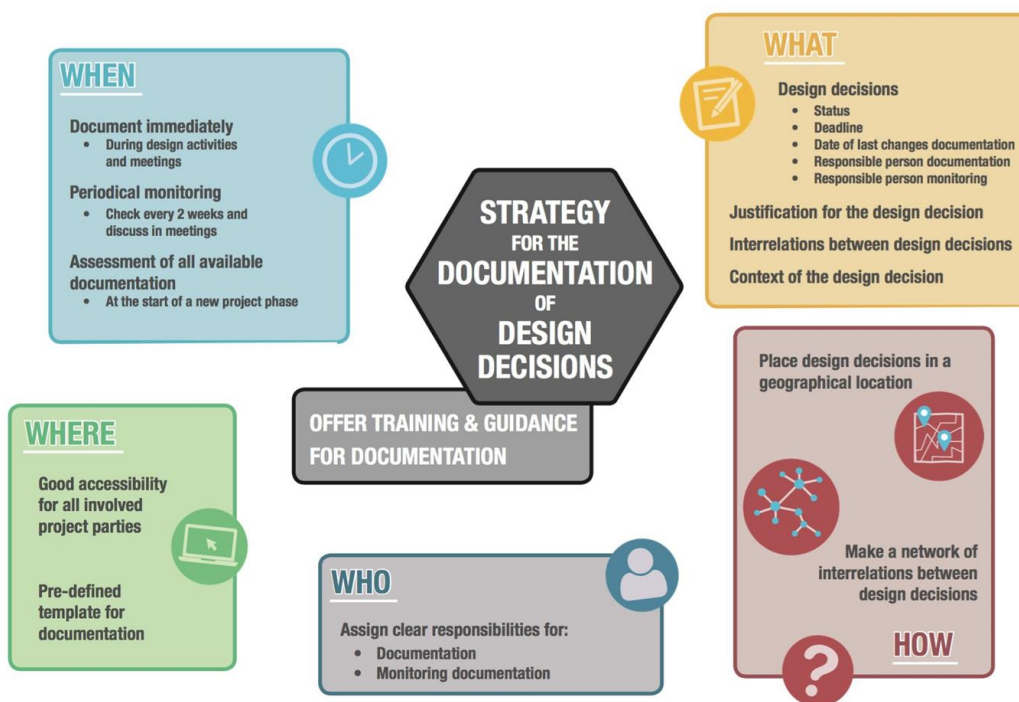 WHEN
Document immediately
• During design activities
and meetings
Periodical monitoring
• Check every 2 weeks and
discuss in meetings
Assessment of all available
documentation
• At the start of a new project phase
WHAT
Design decisions
• Status
• Deadline
• Date of last changes documentation
• Responsible person documentation
• Responsible person monitoring
Justification for the design decision
Interrelations between design decisions
Context of the design decision
STRATEGY
FOR THE
DOCUMENTATION
OF
DESIGN
DECISIONS
OFFER TRAINING & GUIDANCE
FOR DOCUMENTATION
WHERE
Good accessibility
for all involved
project parties
Pre-defined
template for
documentation
WHO
Assign clear responsibilities for:
• Documentation
• Monitoring documentation
Place design decisions in a
geographical location
Make a network of
interrelations between
design decisions
HOW
?